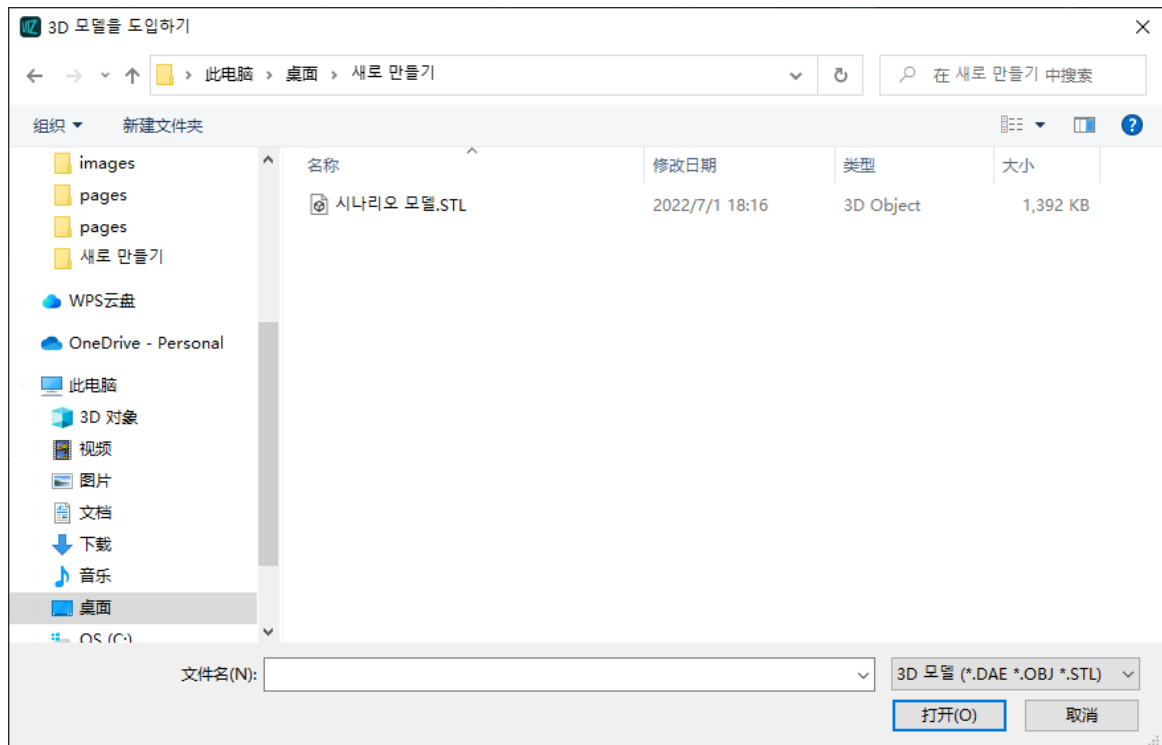 3D 모델을 도입하기
此电脑 › 桌面 › 새로 만들기
在 새로 만들기 中搜索
组织 新建文件夹
images
pages
pages
새로 만들기
WPS云盘
OneDrive - Personal
此电脑
3D 对象
视频
图片
文档
下载
音乐
桌面
OS (C:)
名称 修改日期 类型 大小
시나리오 모델.STL 2022/7/1 18:16 3D Object 1,392 KB
文件名(N):
3D 모델 (*.DAE *.OBJ *.STL)
打开(O) 取消